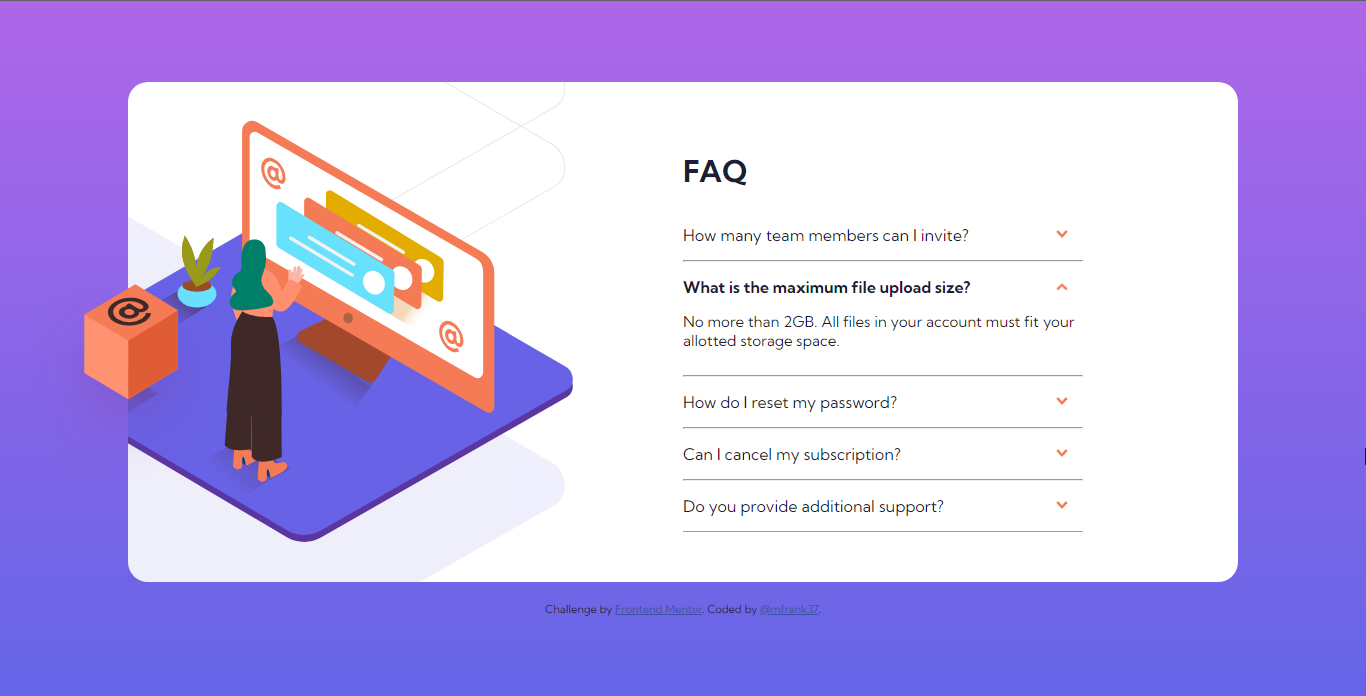 FAQ
How many team members can I invite?
What is the maximum file upload size?
No more than 2GB. All files in your account must fit your
allotted storage space.
How do I reset my password?
Can I cancel my subscription?
Do you provide additional support?
@
@
@
Challenge by Frontend Mentor. Coded by @mfrank37.